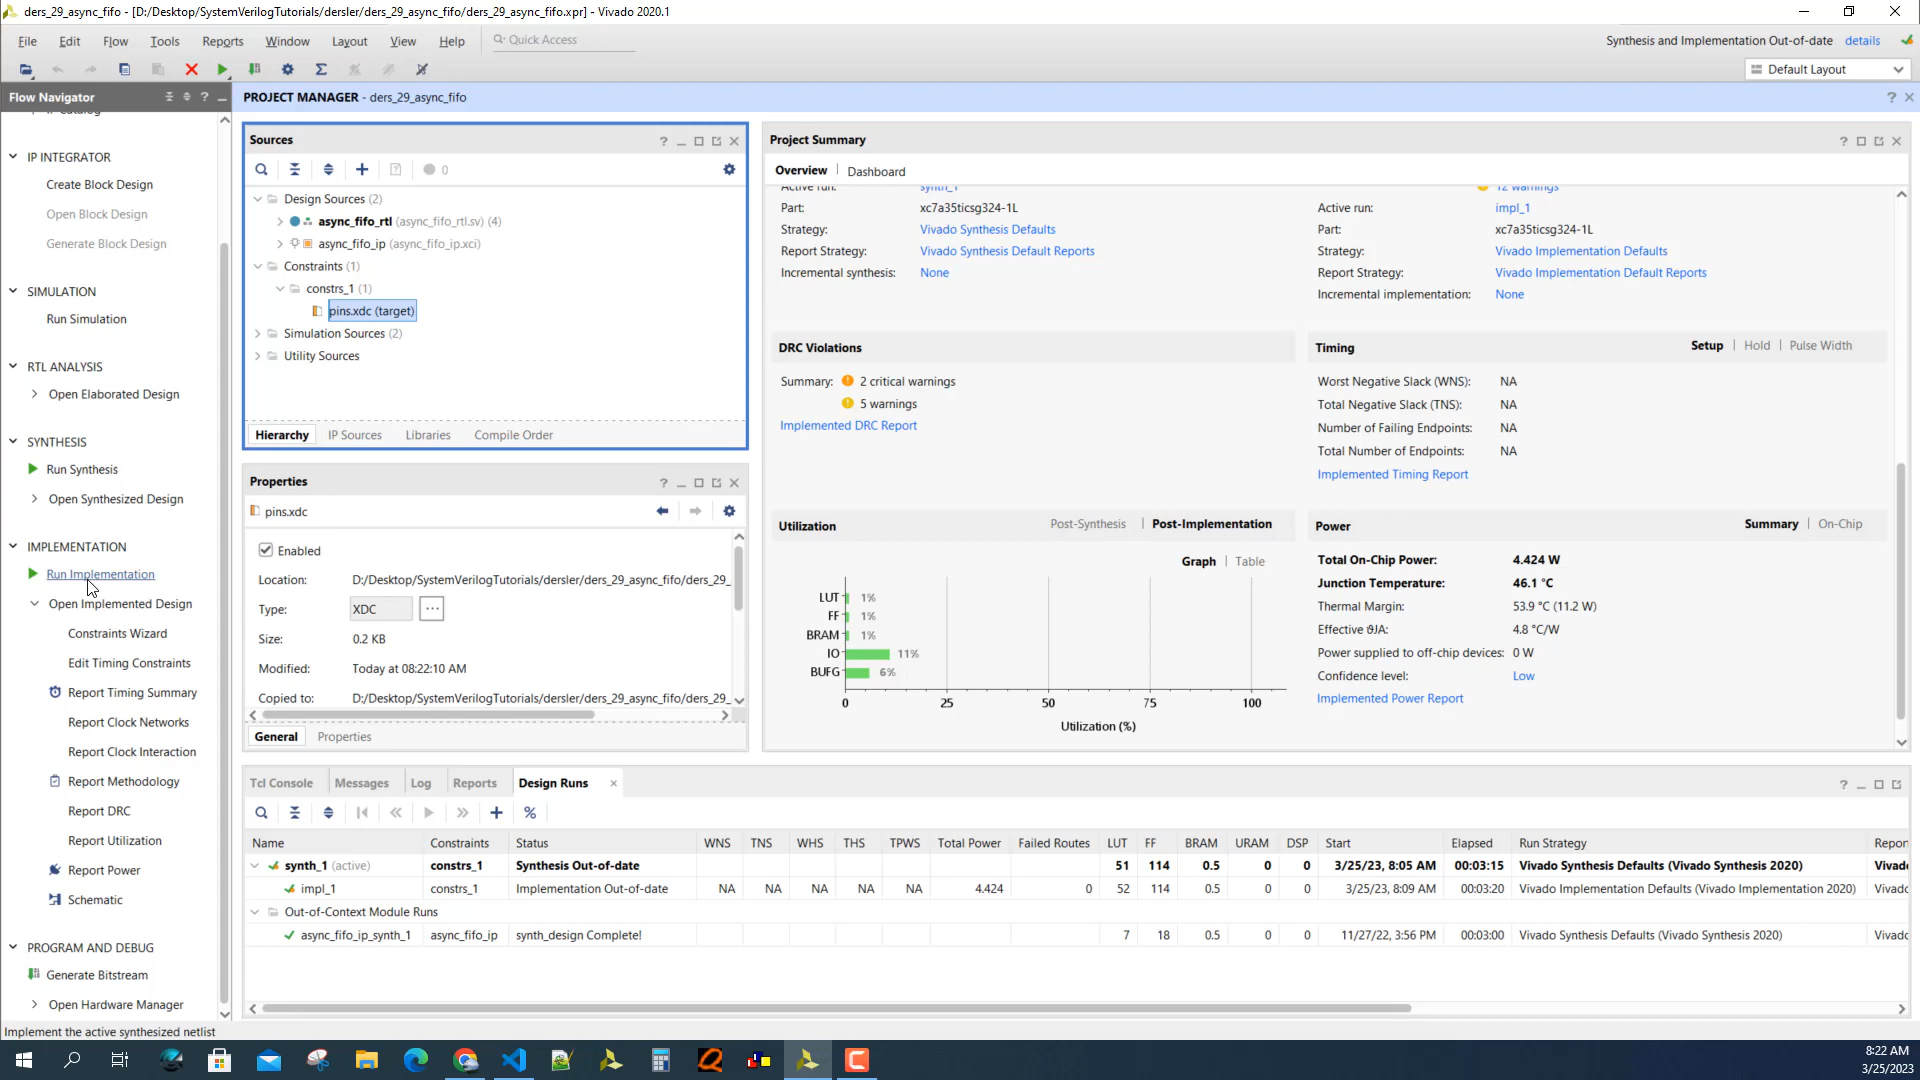 ders_29_async_fifo - [D:/Desktop/SystemVerilogTutorials/dersler/ders_29_async_fifo/ders_29_async_fifo.xpr] - Vivado 2020.1
File Edit Flow Tools Reports Window Layout View Help Quick Access
Synthesis and Implementation Out-of-date details
Default Layout
Flow Navigator
IP INTEGRATOR
Create Block Design
Open Block Design
Generate Block Design
SIMULATION
Run Simulation
RTL ANALYSIS
Open Elaborated Design
SYNTHESIS
Run Synthesis
Open Synthesized Design
IMPLEMENTATION
Run Implementation
Open Implemented Design
Constraints Wizard
Edit Timing Constraints
Report Timing Summary
Report Clock Networks
Report Clock Interaction
Report Methodology
Report DRC
Report Utilization
Report Power
Schematic
PROGRAM AND DEBUG
Generate Bitstream
Open Hardware Manager
PROJECT MANAGER - ders_29_async_fifo
Sources
0
Design Sources (2)
async_fifo_rtl (async_fifo_rtl.sv) (4)
async_fifo_ip (async_fifo_ip.xci)
Constraints (1)
constrs_1 (1)
pins.xdc (target)
Simulation Sources (2)
Utility Sources
Hierarchy IP Sources Libraries Compile Order
Properties
pins.xdc
Enabled
Location: D:/Desktop/SystemVerilogTutorials/dersler/ders_29_async_fifo/ders_29_
Type: XDC
Size: 0.2 KB
Modified: Today at 08:22:10 AM
Copied to: D:/Desktop/SystemVerilogTutorials/dersler/ders_29_async_fifo/ders_29_
General Properties
Project Summary
Overview Dashboard
Active run: synth_1
Part: xc7a35ticsg324-1L
Strategy: Vivado Synthesis Defaults
Report Strategy: Vivado Synthesis Default Reports
Incremental synthesis: None
12 warnings
Active run: impl_1
Part: xc7a35ticsg324-1L
Strategy: Vivado Implementation Defaults
Report Strategy: Vivado Implementation Default Reports
Incremental implementation: None
DRC Violations
Summary: 2 critical warnings
5 warnings
Implemented DRC Report
Timing Setup | Hold | Pulse Width
Worst Negative Slack (WNS): NA
Total Negative Slack (TNS): NA
Number of Failing Endpoints: NA
Total Number of Endpoints: NA
Implemented Timing Report
Utilization Post-Synthesis | Post-Implementation
Graph | Table
LUT 1%
FF 1%
BRAM 1%
IO 11%
BUFG 6%
0 25 50 75 100
Utilization (%)
Power Summary | On-Chip
Total On-Chip Power: 4.424 W
Junction Temperature: 46.1 °C
Thermal Margin: 53.9 °C (11.2 W)
Effective ϑJA: 4.8 °C/W
Power supplied to off-chip devices: 0 W
Confidence level: Low
Implemented Power Report
Tcl Console Messages Log Reports Design Runs
Name Constraints Status WNS TNS WHS THS TPWS Total Power Failed Routes LUT FF BRAM URAM DSP Start Elapsed Run Strategy
synth_1 (active) constrs_1 Synthesis Out-of-date 51 114 0.5 0 0 3/25/23, 8:05 AM 00:03:15 Vivado Synthesis Defaults (Vivado Synthesis 2020)
impl_1 constrs_1 Implementation Out-of-date NA NA NA NA NA 4.424 0 52 114 0.5 0 0 3/25/23, 8:09 AM 00:03:20 Vivado Implementation Defaults (Vivado Implementation 2020)
Out-of-Context Module Runs
async_fifo_ip_synth_1 async_fifo_ip synth_design Complete! 7 18 0.5 0 0 11/27/22, 3:56 PM 00:03:00 Vivado Synthesis Defaults (Vivado Synthesis 2020)
Implement the active synthesized netlist
8:22 AM
3/25/2023